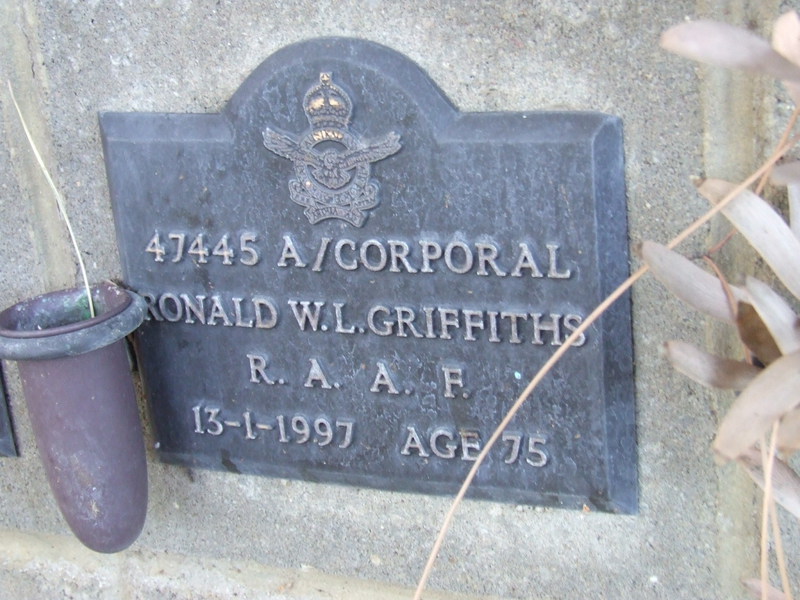 47445 A/CORPORAL
RONALD W.L. GRIFFITHS
R. A. A. F.
13-1-1997 AGE 75